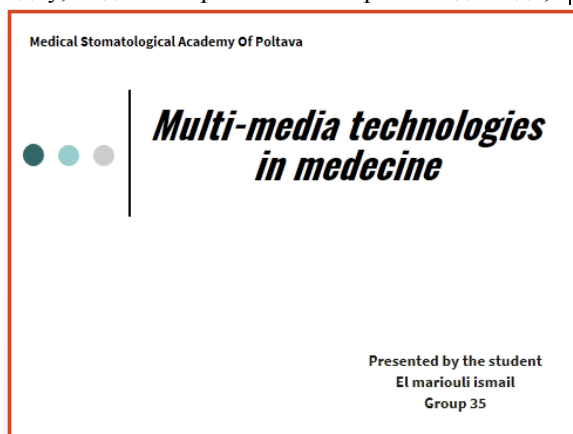 Medical Stomatological Academy Of Poltava
Multi-media technologies
in medecine
Presented by the student
El mariouli ismail
Group 35